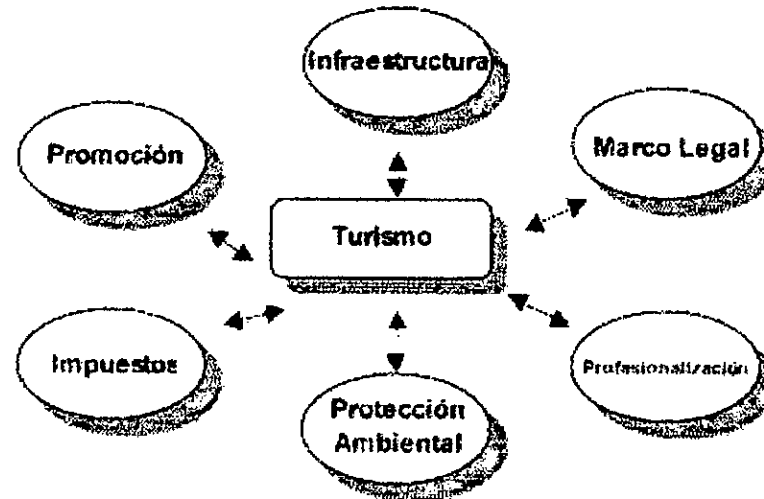 Infraestructura
Promoción
Marco Legal
Turismo
Impuestos
Profesionalización
Protección
Ambiental